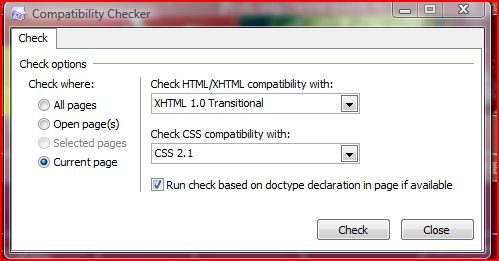 Compatibility Checker
Check
Check options
Check where:
All pages
Open page(s)
Selected pages
Current page
Check HTML/XHTML compatibility with:
XHTML 1.0 Transitional
Check CSS compatibility with:
CSS 2.1
Run check based on doctype declaration in page if available
Check
Close